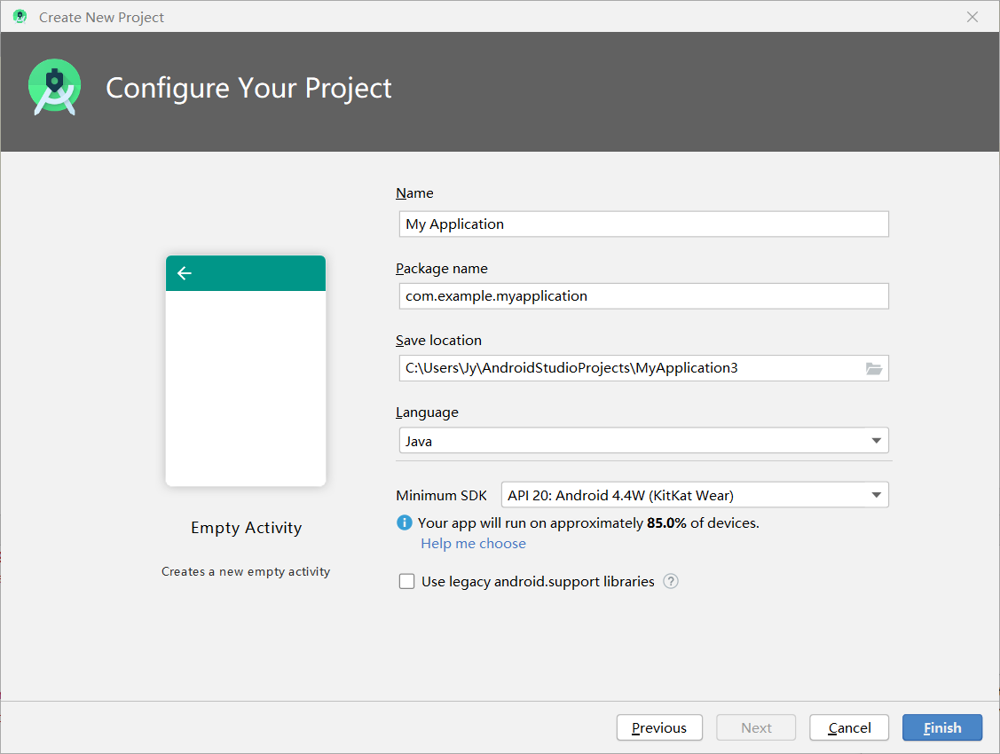 Create New Project
Configure Your Project
Name
My Application
Package name
com.example.myapplication
Save location
C:\Users\Jy\AndroidStudioProjects\MyApplication3
Language
Java
Minimum SDK API 20: Android 4.4W (KitKat Wear)
Your app will run on approximately 85.0% of devices.
Help me choose
Use legacy android.support libraries ?
Empty Activity
Creates a new empty activity
Previous Next Cancel Finish